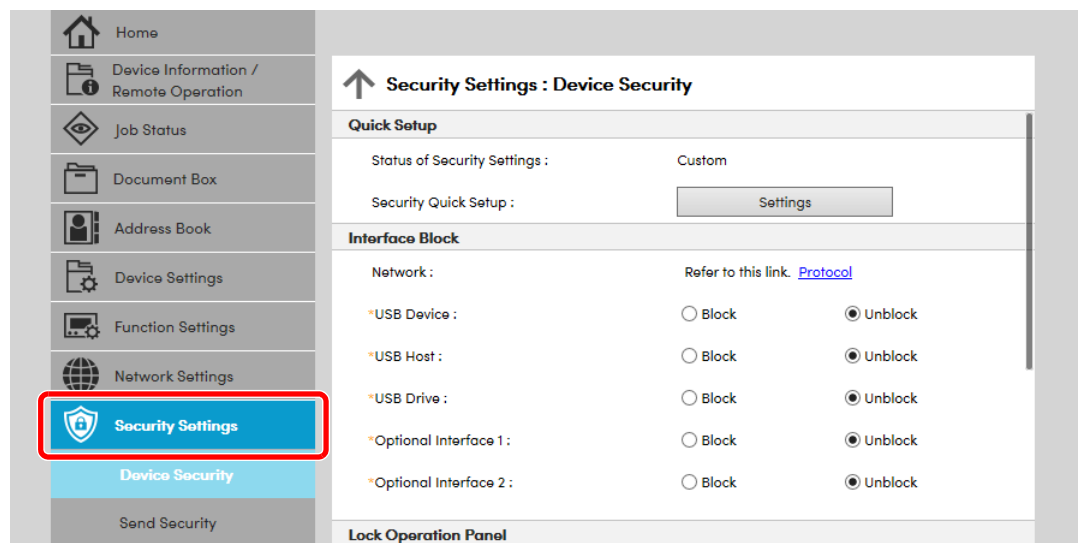 Home
Device Information /
Remote Operation
Job Status
Document Box
Address Book
Device Settings
Function Settings
Network Settings
Security Settings
Device Security
Send Security
Security Settings : Device Security
Quick Setup
Status of Security Settings : Custom
Security Quick Setup : Settings
Interface Block
Network : Refer to this link. Protocol
*USB Device : Block Unblock
*USB Host : Block Unblock
*USB Drive : Block Unblock
*Optional Interface 1 : Block Unblock
*Optional Interface 2 : Block Unblock
Lock Operation Panel